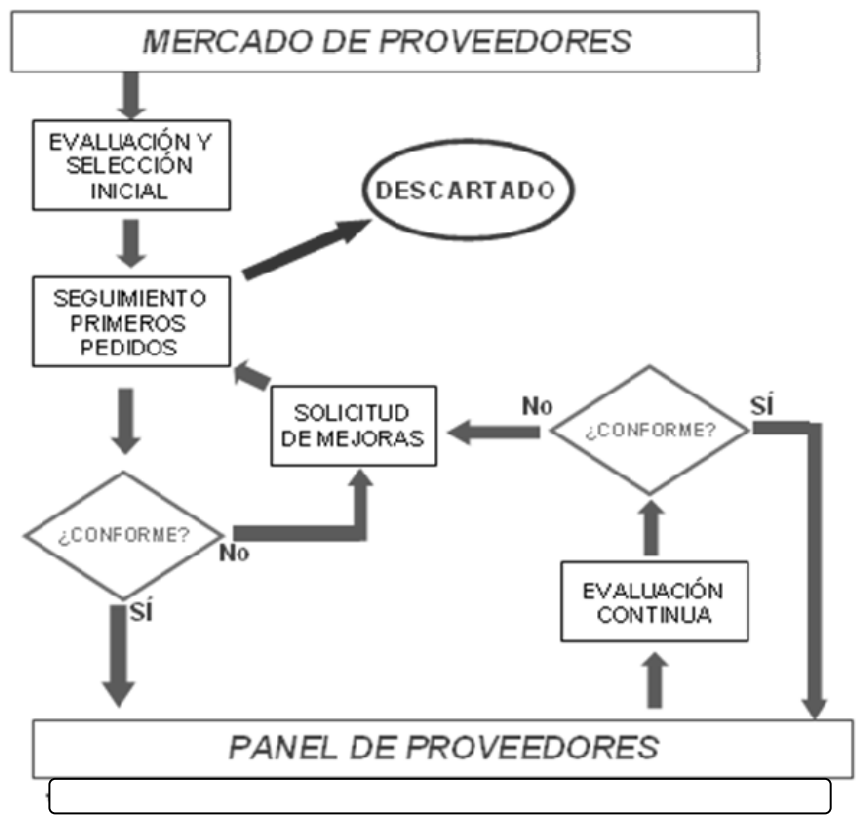 MERCADO DE PROVEEDORES
EVALUACIÓN Y
SELECCIÓN
INICIAL
DESCARTADO
SEGUIMIENTO
PRIMEROS
PEDIDOS
SOLICITUD
DE MEJORAS
No
¿CONFORME?
SÍ
¿CONFORME?
No
SÍ
EVALUACIÓN
CONTINUA
PANEL DE PROVEEDORES